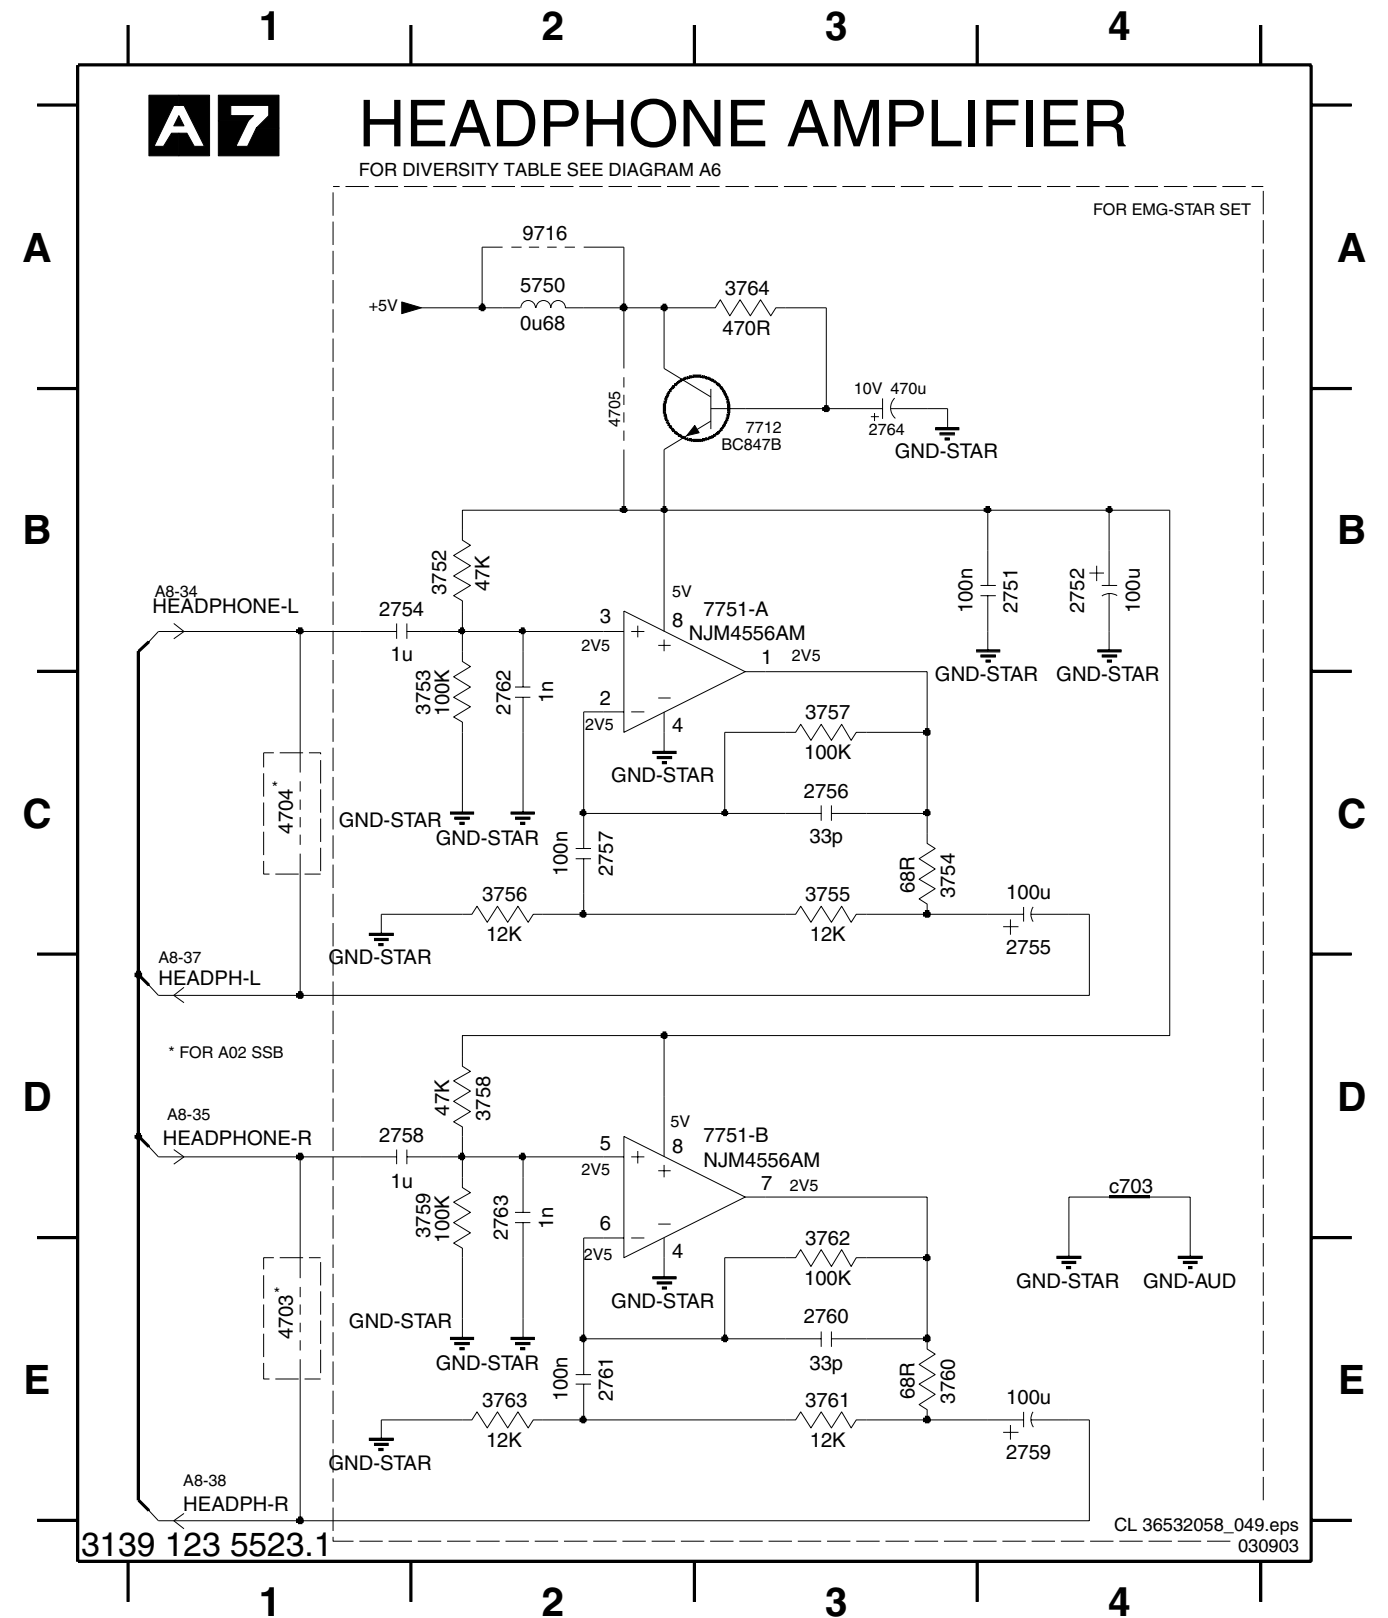 1 2 3 4
A7 HEADPHONE AMPLIFIER
FOR DIVERSITY TABLE SEE DIAGRAM A6
FOR EMG-STAR SET
A A
9716
5750
0u68
+5V
3764
470R
4705
7712
BC847B
10V 470u
+
2764
GND-STAR
B B
3752
47K
100n
2751
GND-STAR
2752
+
100u
GND-STAR
A8-34
HEADPHONE-L
2754
1u
3753
100K
2762
1n
3
2V5
+
5V
8
+
7751-A
NJM4556AM
1 2V5
2
2V5
–
–
4
GND-STAR
3757
100K
2756
33p
4704
*
C C
GND-STAR
GND-STAR
100n
2757
68R
3754
3756
12K
3755
12K
100u
+
2755
GND-STAR
A8-37
HEADPH-L
* FOR A02 SSB
D D
47K
3758
A8-35
HEADPHONE-R
2758
1u
3759
100K
2763
1n
5
2V5
+
5V
8
+
7751-B
NJM4556AM
7 2V5
6
2V5
–
–
4
GND-STAR
c703
GND-STAR
GND-AUD
3762
100K
2760
33p
4703
*
GND-STAR
GND-STAR
E E
100n
2761
68R
3760
3763
12K
3761
12K
100u
+
2759
GND-STAR
A8-38
HEADPH-R
CL 36532058_049.eps
030903
3139 123 5523.1
1 2 3 4